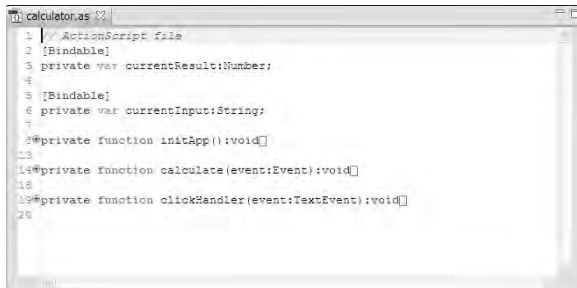 calculator.as
1 // ActionScript file
2 [Bindable]
3 private var currentResult:Number;
4
5 [Bindable]
6 private var currentInput:String;
7
8 private function initApp():void
13
14 private function calculate(event:Event):void
18
19 private function clickHandler(event:TextEvent):void